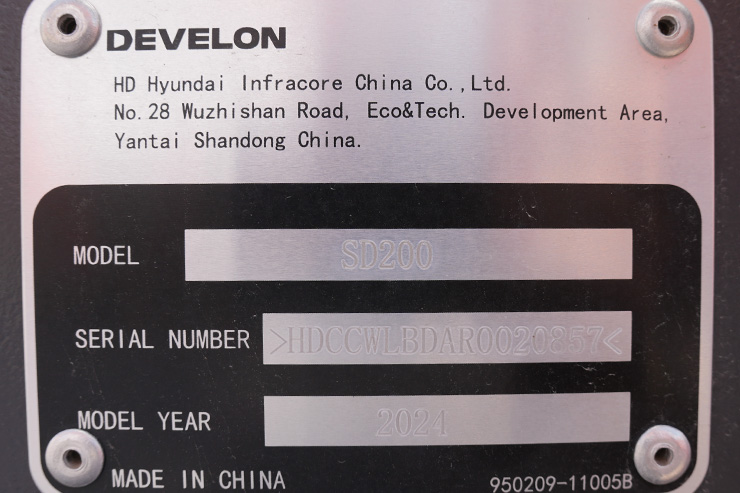 DEVELON
HD Hyundai Infracore China Co.,Ltd.
No.28 Wuzhishan Road, Eco&Tech. Development Area,
Yantai Shandong China.
MODEL SD200
SERIAL NUMBER >HDCCWLBDAR0020857<
MODEL YEAR 2024
MADE IN CHINA 950209-11005B